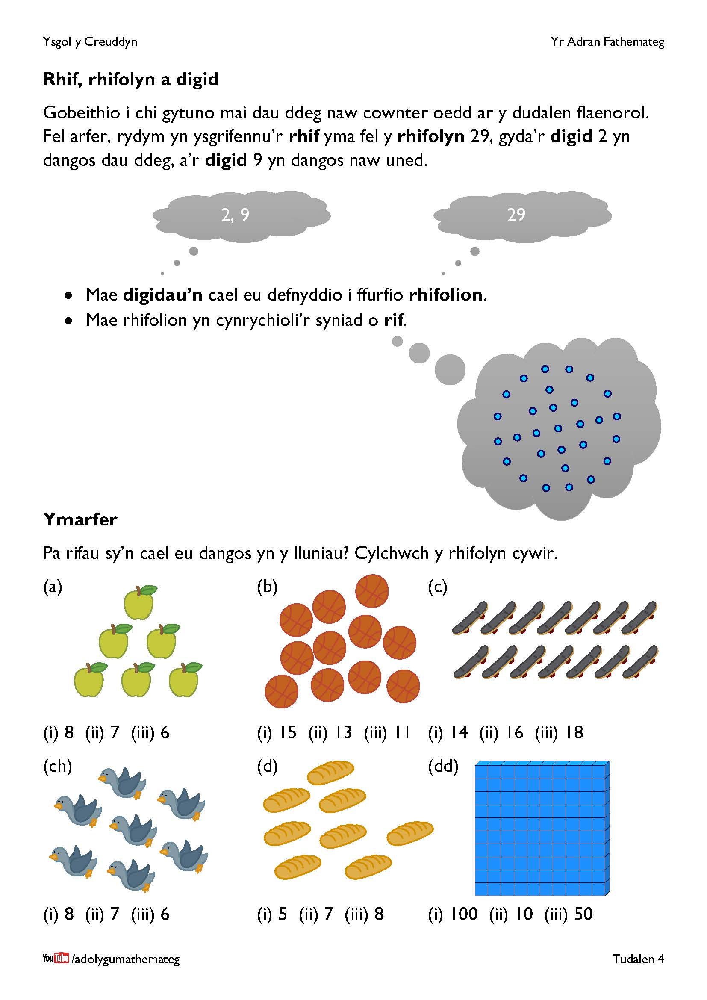 Ysgol y Creuddyn
Yr Adran Fathemateg
Rhif, rhifolyn a digid
Gobeithio i chi gytuno mai dau ddeg naw cownter oedd ar y dudalen flaenorol.
Fel arfer, rydym yn ysgrifennu’r rhif yma fel y rhifolyn 29, gyda’r digid 2 yn
dangos dau ddeg, a’r digid 9 yn dangos naw uned.
2, 9
29
• Mae digidau’n cael eu defnyddio i ffurfio rhifolion.
• Mae rhifolion yn cynrychioli’r syniad o rif.
Ymarfer
Pa rifau sy’n cael eu dangos yn y lluniau? Cylchwch y rhifolyn cywir.
(a)
(b)
(c)
(i) 8 (ii) 7 (iii) 6
(i) 15 (ii) 13 (iii) 11
(i) 14 (ii) 16 (iii) 18
(ch)
(d)
(dd)
(i) 8 (ii) 7 (iii) 6
(i) 5 (ii) 7 (iii) 8
(i) 100 (ii) 10 (iii) 50
YouTube/adolygumathemateg
Tudalen 4